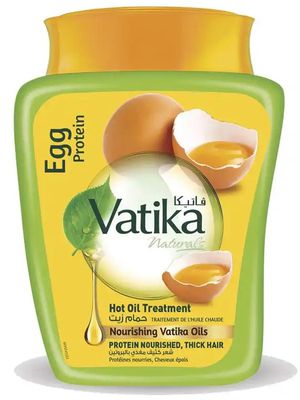 Egg
Protein
فاتيكا
Vatika
Naturals
Hot Oil Treatment
حمام زيت TRAITEMENT DE L'HUILE CHAUDE
Nourishing Vatika Oils
PROTEIN NOURISHED, THICK HAIR
شعر كثيف مغذي بالبروتين
Protéines nourries, Cheveux épais